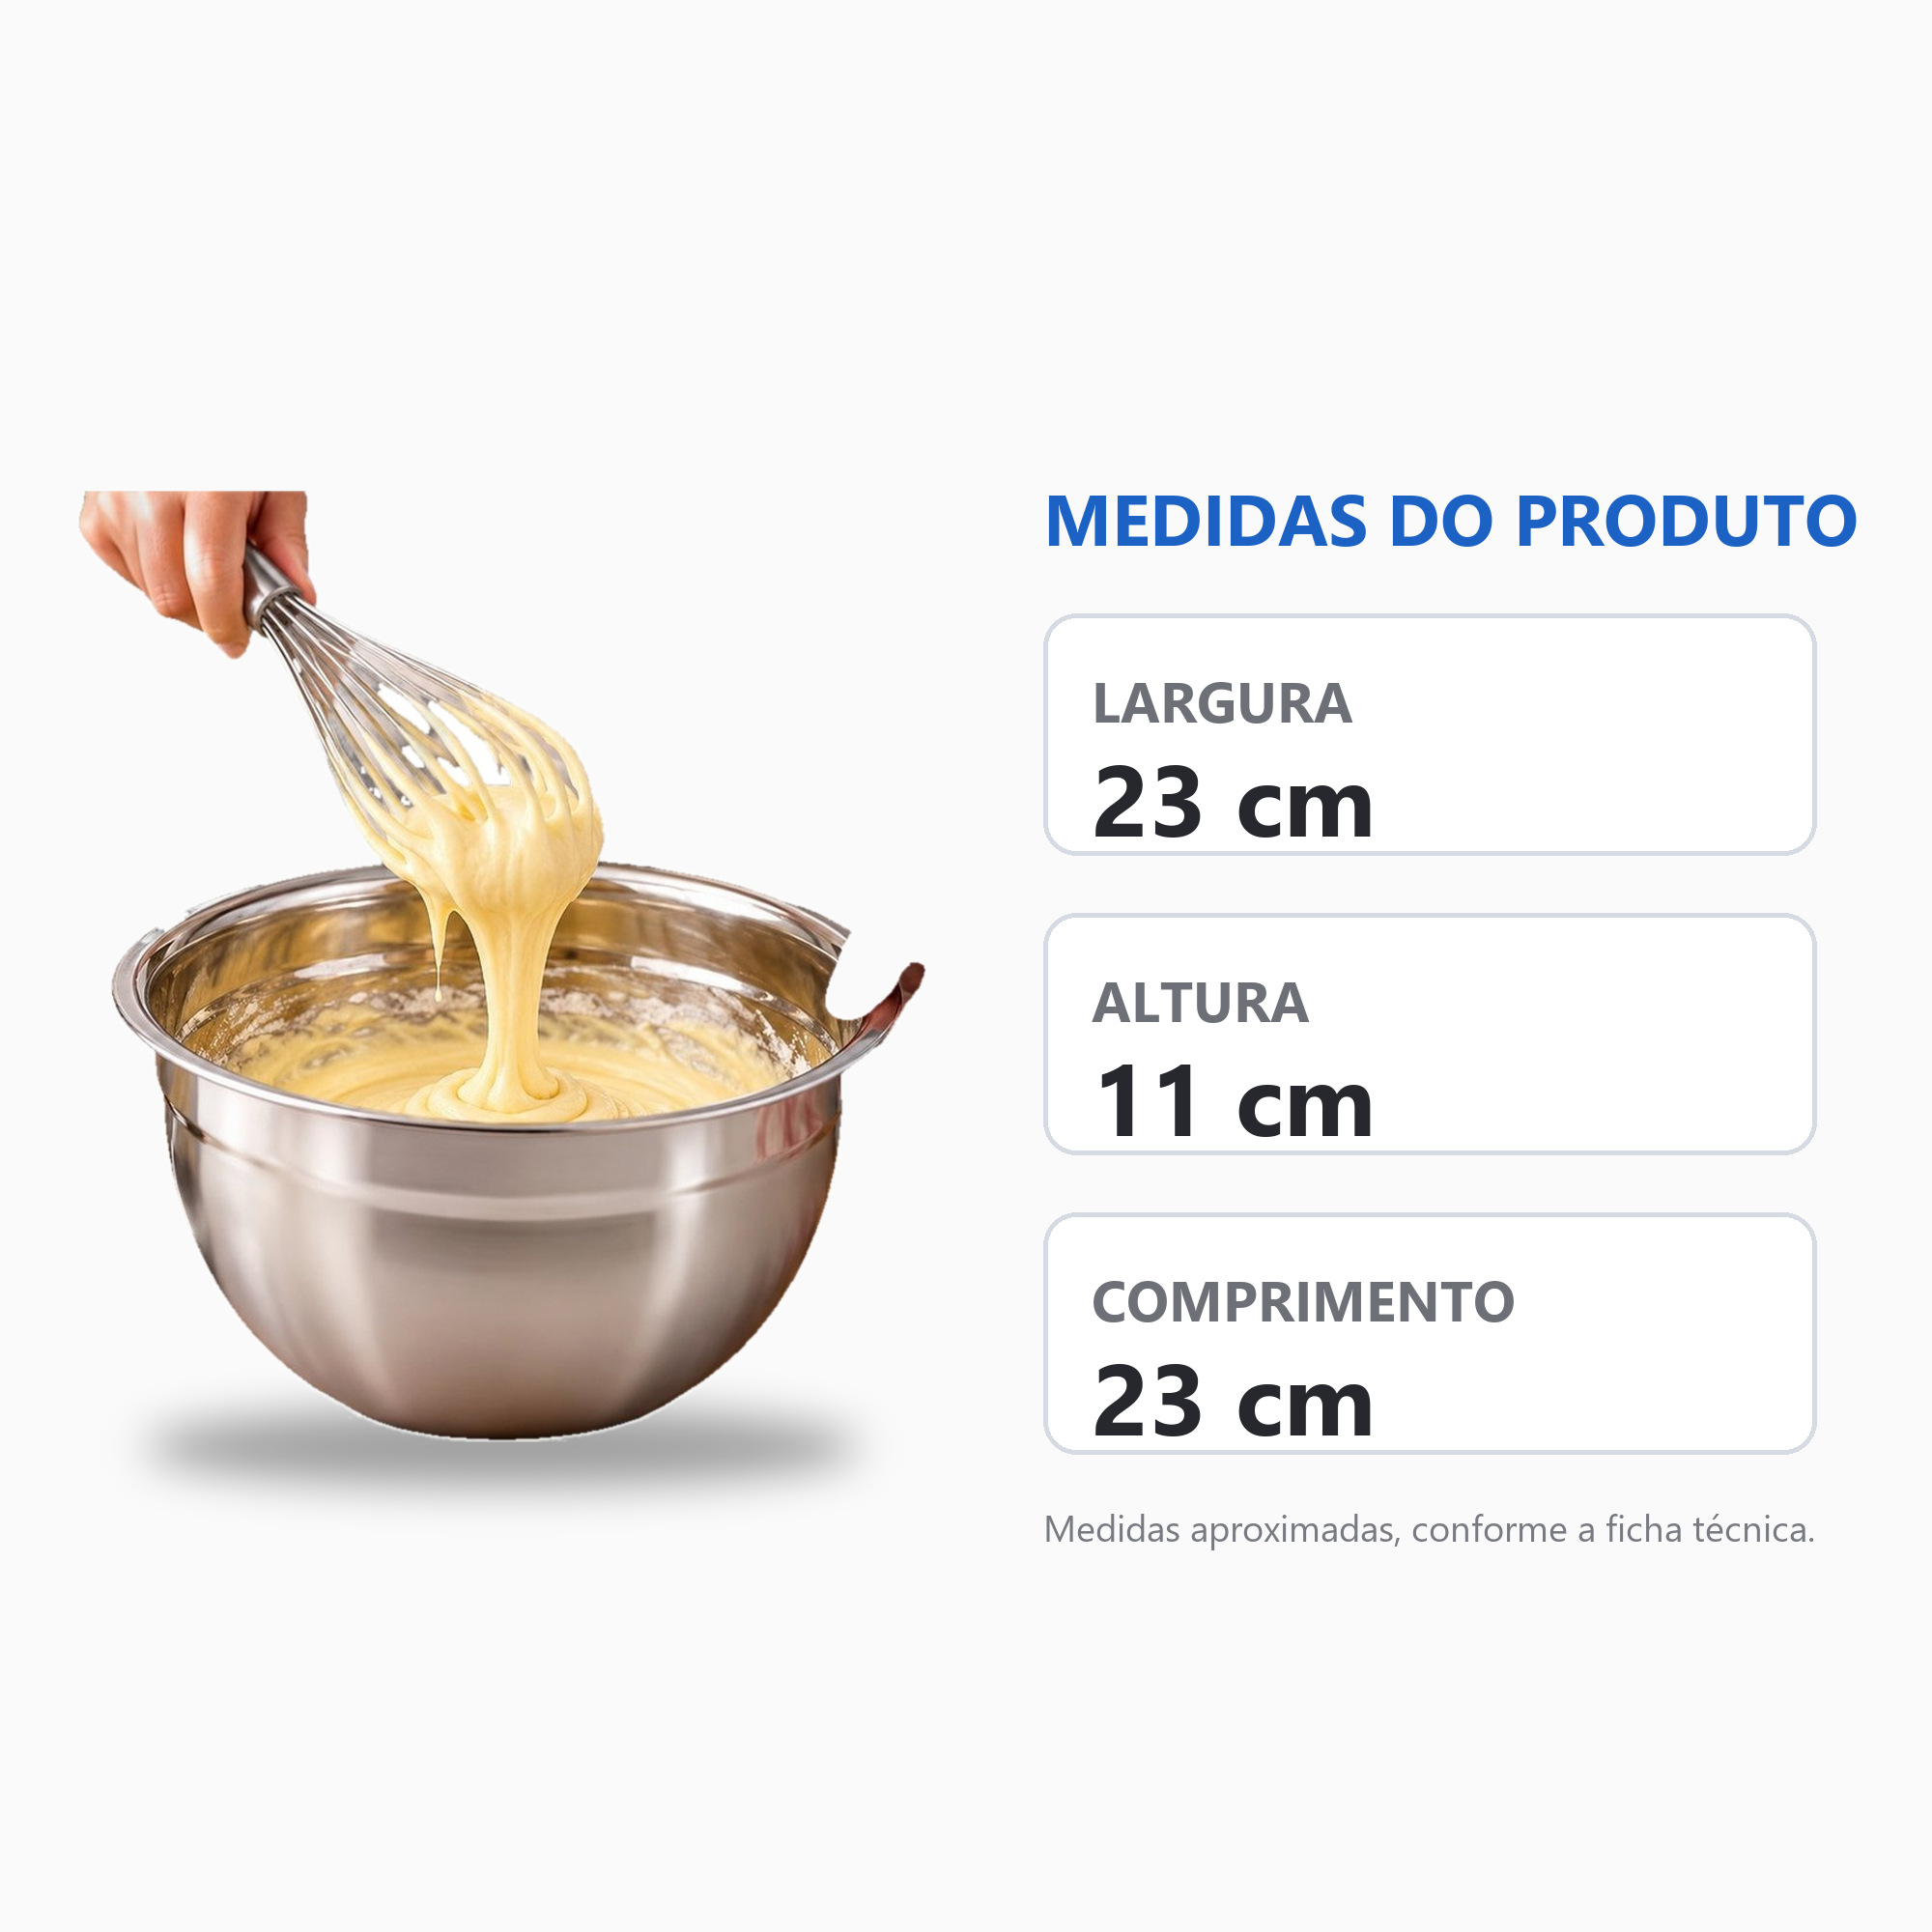 MEDIDAS DO PRODUTO
LARGURA
23 cm
ALTURA
11 cm
COMPRIMENTO
23 cm
Medidas aproximadas, conforme a ficha técnica.